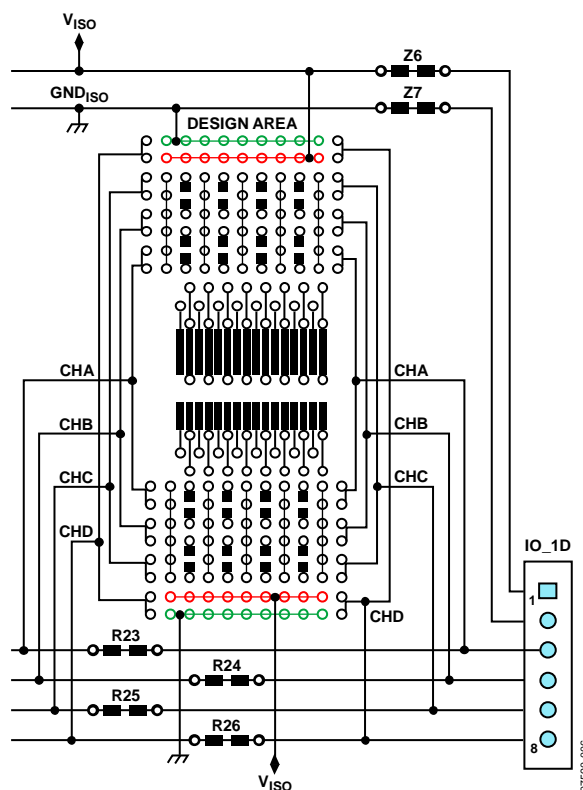 VISO
Z6
GNDISO
Z7
DESIGN AREA
CHA
CHA
CHB
CHB
CHC
CHC
CHD
IO_1D
1
CHD
R23
R24
R25
R26
8
VISO